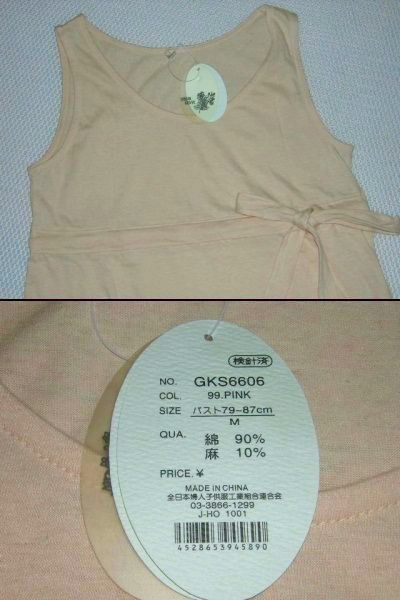 検針済
NO. GKS6606
COL. 99.PINK
SIZE バスト79-87cm
M
QUA. 綿 90%
麻 10%
PRICE.¥
MADE IN CHINA
全日本婦人子供服工業組合連合会
03-3866-1299
J-HO 1001
4528653945890